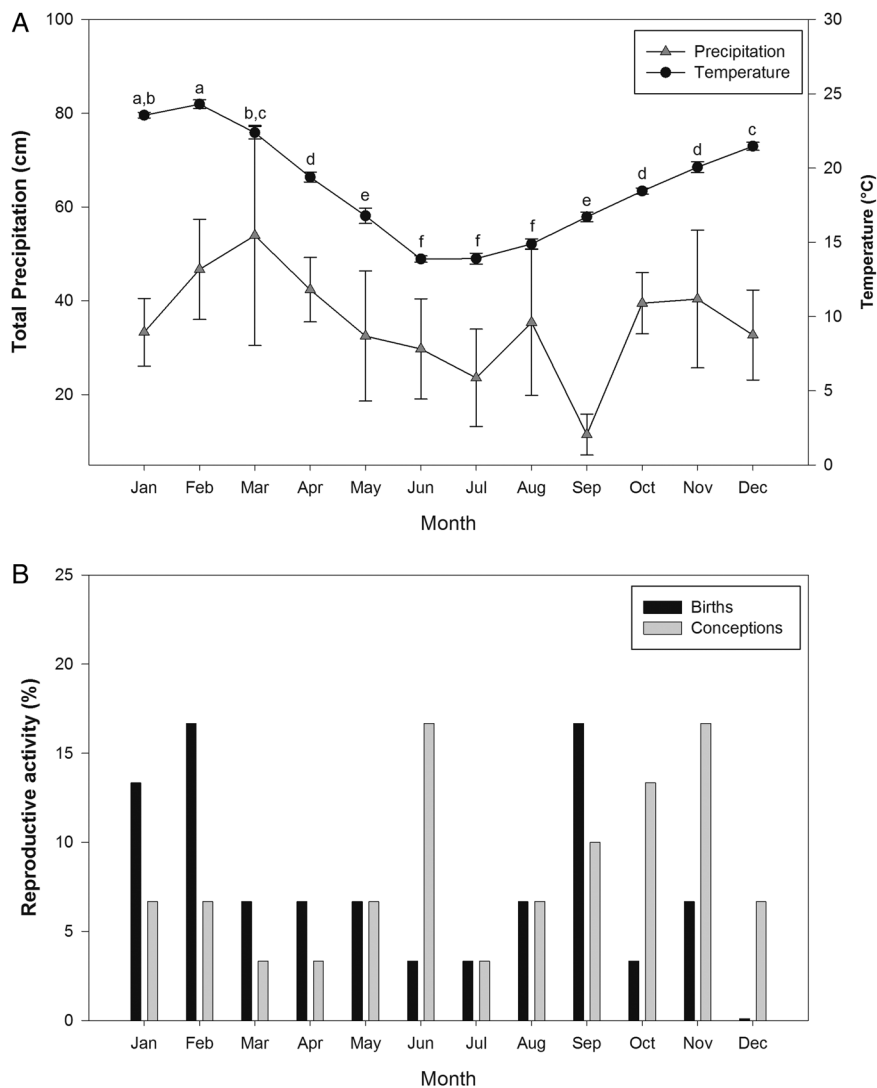 A
Total Precipitation (cm)
100
80
60
40
20
Precipitation
Temperature
a,b
a
b,c
d
e
f
f
f
e
d
d
c
30
25
20
15
10
5
0
Temperature (°C)
Jan Feb Mar Apr May Jun Jul Aug Sep Oct Nov Dec
Month
B
Reproductive activity (%)
25
20
15
10
5
0
Births
Conceptions
Jan Feb Mar Apr May Jun Jul Aug Sep Oct Nov Dec
Month